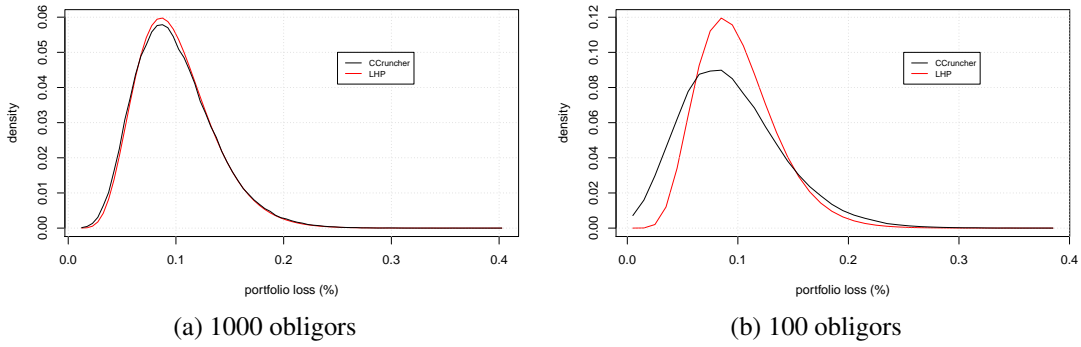 0.06
0.05
0.04
0.03
0.02
0.01
0.00
density
CCruncher
LHP
0.0 0.1 0.2 0.3 0.4
portfolio loss (%)
(a) 1000 obligors
0.12
0.10
0.08
0.06
0.04
0.02
0.00
density
CCruncher
LHP
0.0 0.1 0.2 0.3 0.4
portfolio loss (%)
(b) 100 obligors